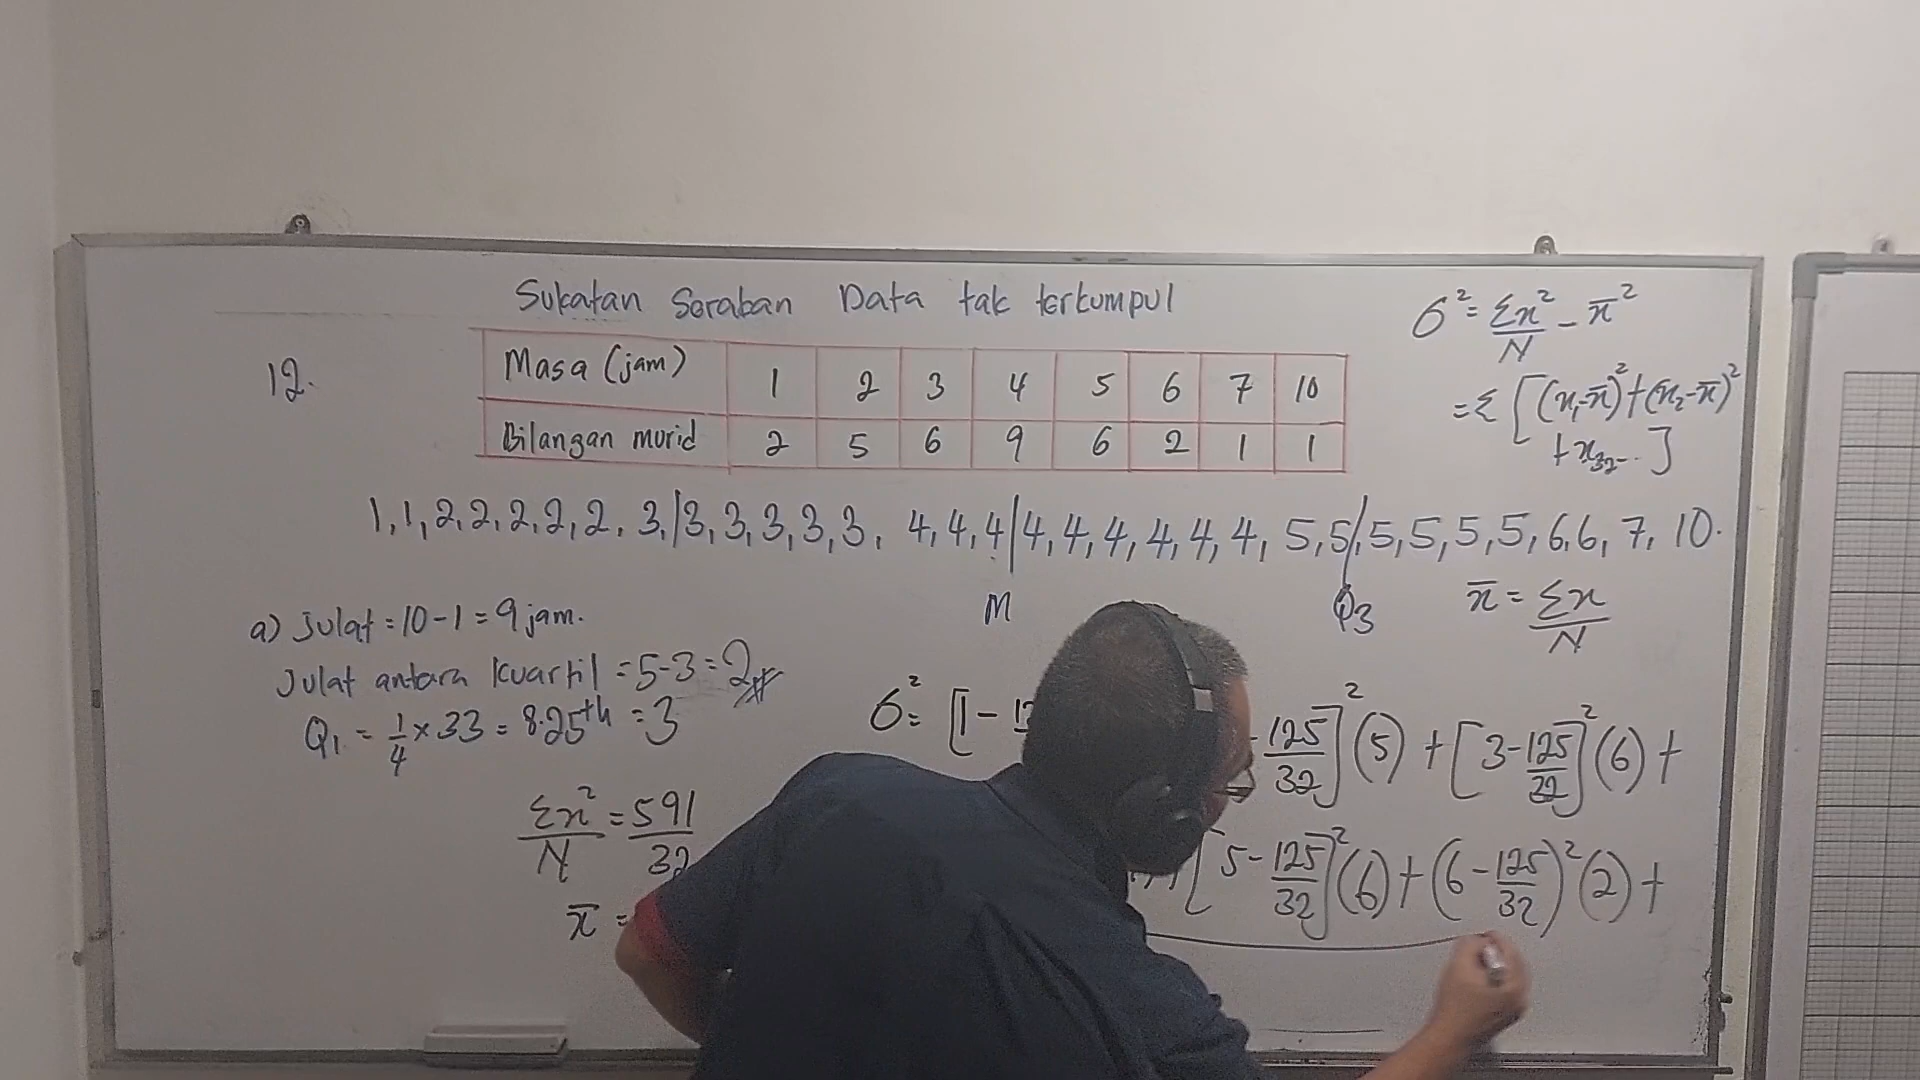 Sukatan Seraban Data tak terkumpul
12.
Masa (jam) 1 2 3 4 5 6 7 10
Bilangan murid 2 5 6 9 6 2 1 1
б² = Σx²/N - x̄²
= Σ[(x₁-x̄)²+(x₂-x̄)²
+x₃₂-..]
1,1,2,2,2,2,2,3,/3,3,3,3,3, 4,4,4/4,4,4,4,4,4, 5,5/,5,5,5,5,6,6,7,10.
M Q3
x̄ = Σx/N
a) Julat = 10-1 = 9 jam.
Julat antara kuartil = 5-3 = 2
Q₁ = 1/4 × 33 = 8.25th = 3
Σx²/N = 591/32
x̄ =
б² = [1 - - 125/32]²(5) + [3-125/32]²(6) +
[5-125/32]²(6)+(6-125/32)²(2)+